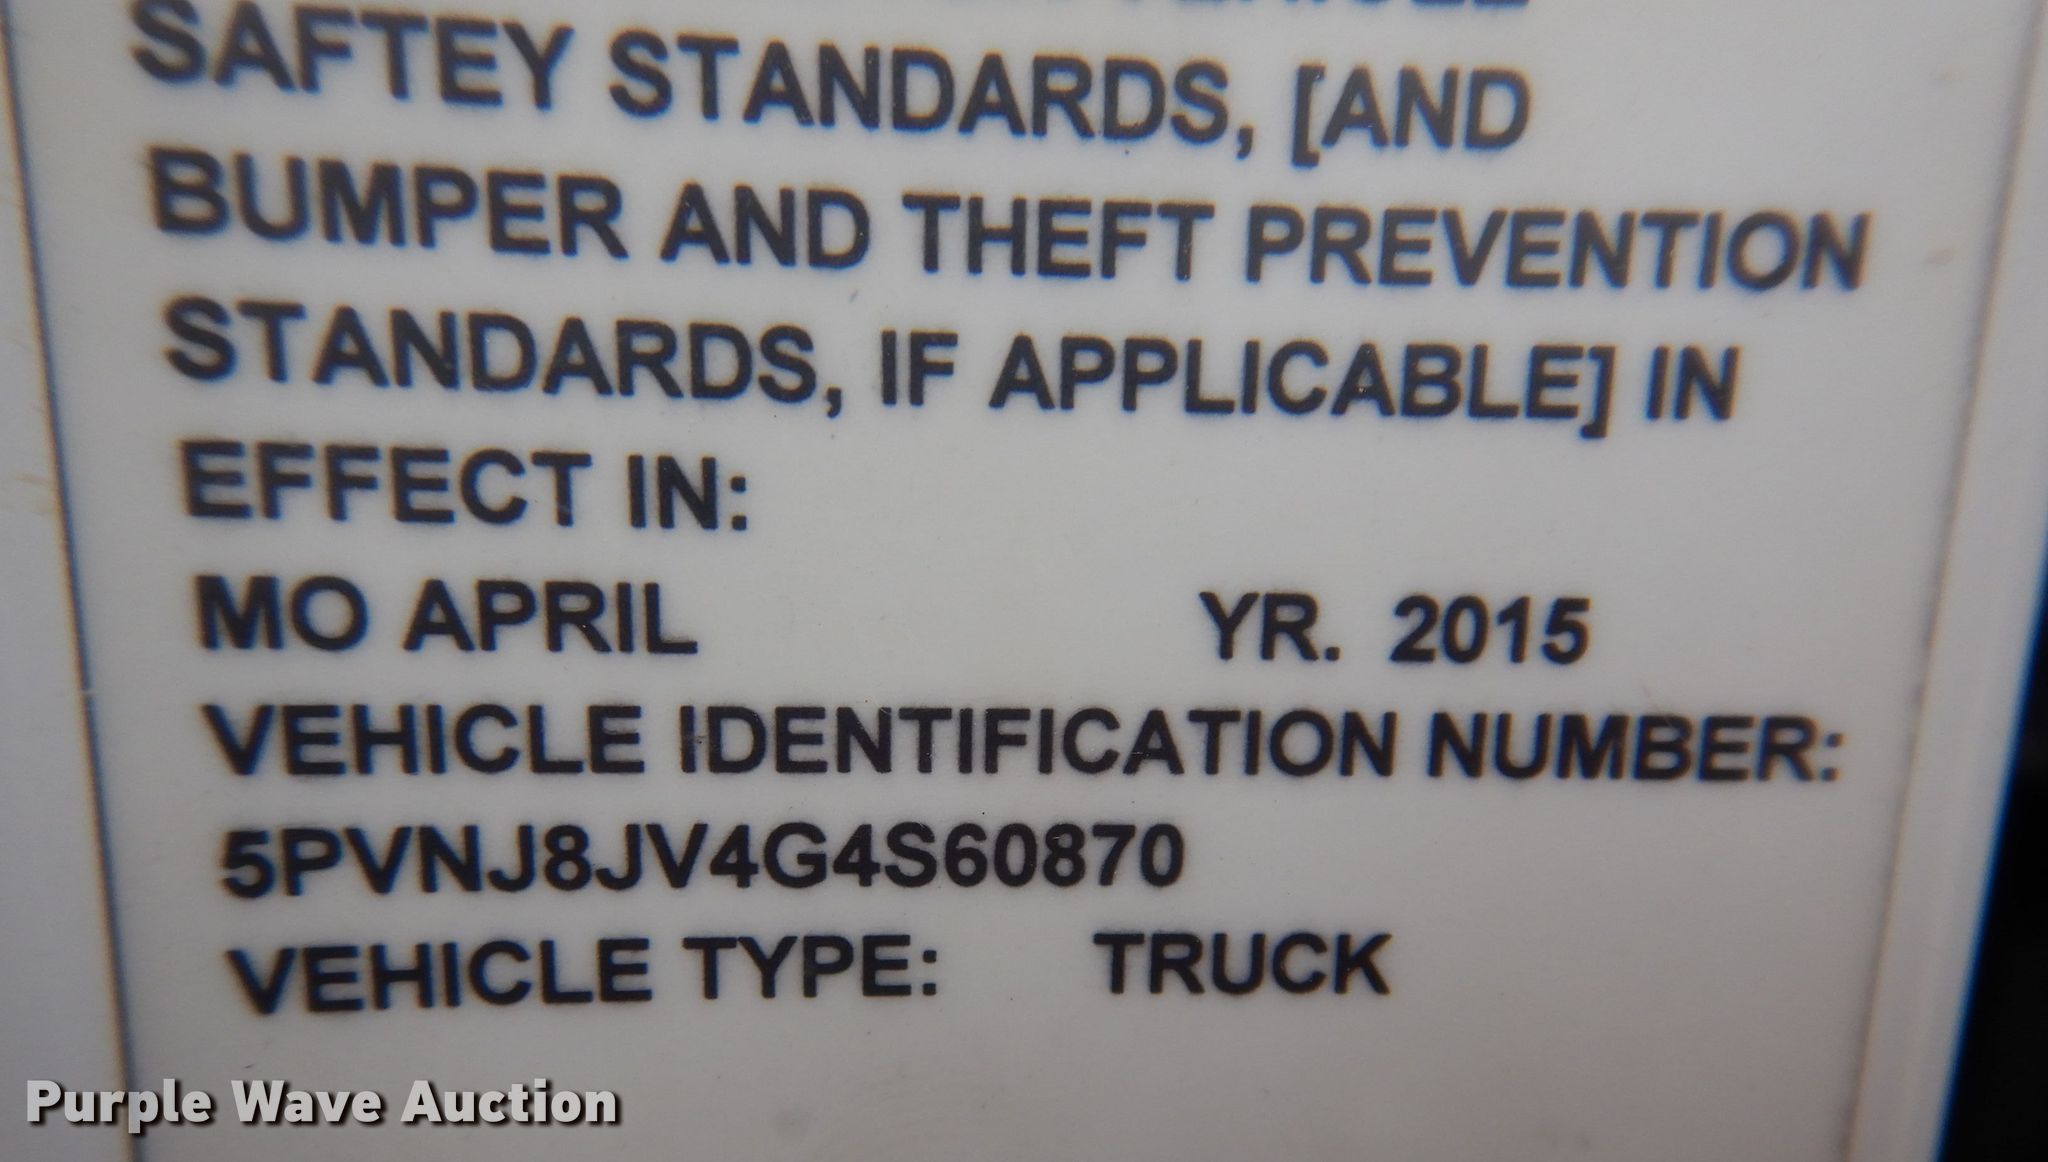 VEHICLE
SAFTEY STANDARDS, [AND
BUMPER AND THEFT PREVENTION
STANDARDS, IF APPLICABLE] IN
EFFECT IN:
MO APRIL YR. 2015
VEHICLE IDENTIFICATION NUMBER:
5PVNJ8JV4G4S60870
VEHICLE TYPE: TRUCK
Purple Wave Auction